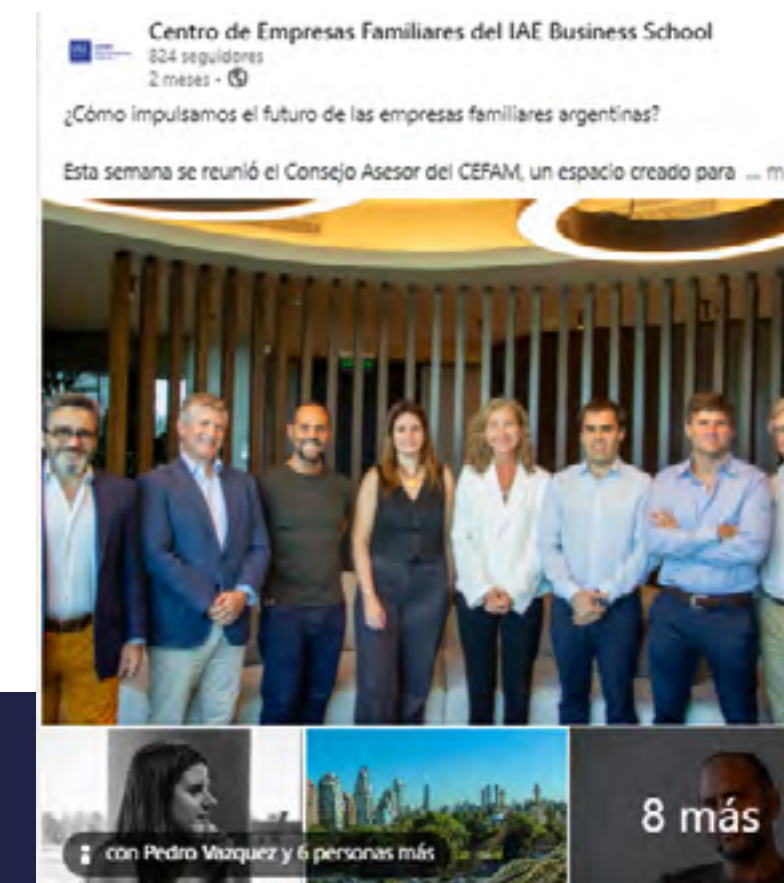 Centro de Empresas Familiares del IAE Business School
824 seguidores
2 meses •
¿Cómo impulsamos el futuro de las empresas familiares argentinas?
Esta semana se reunió el Consejo Asesor del CEFAM, un espacio creado para ... m
8 más
con Pedro Vazquez y 6 personas más